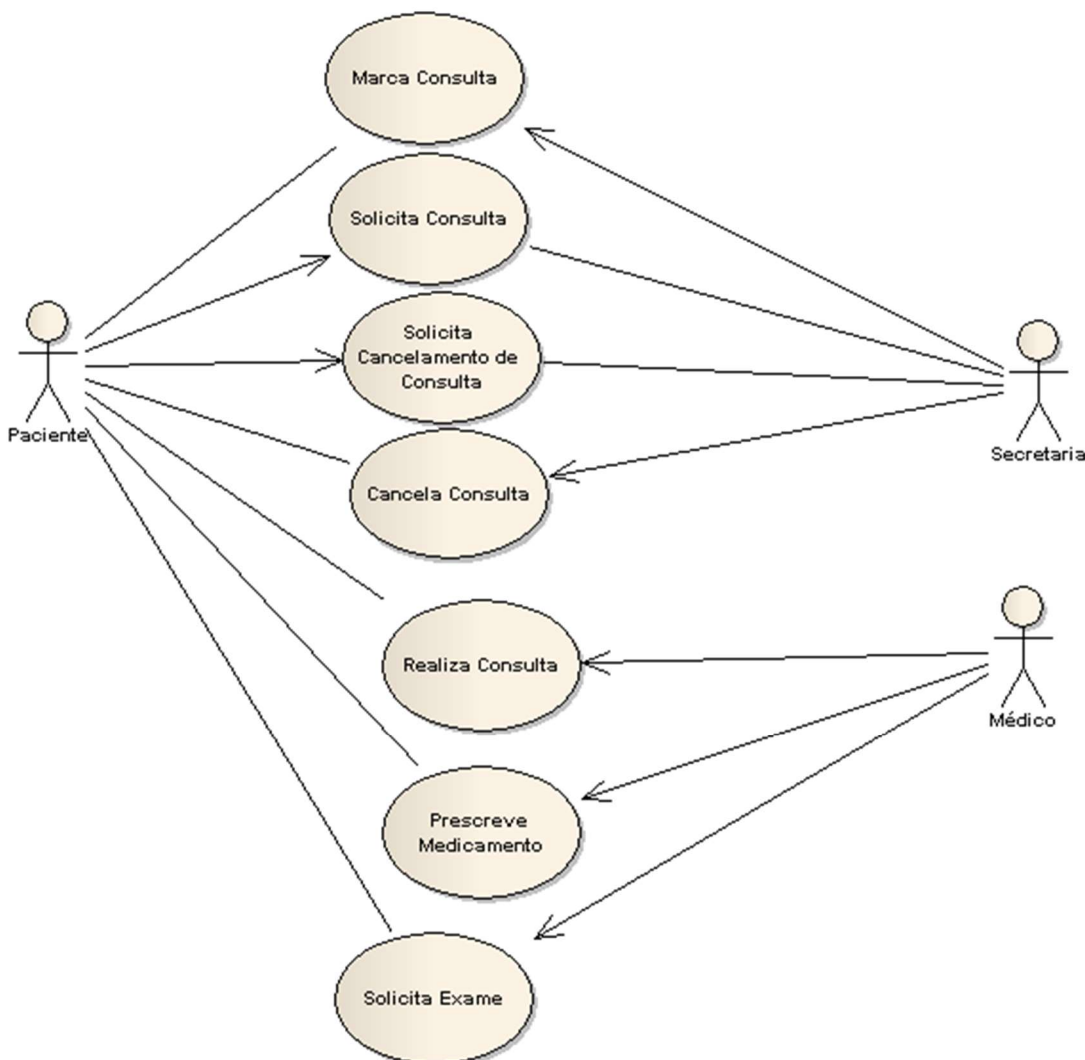 Marca Consulta
Solicita Consulta
Solicita
Cancelamento de
Consulta
Paciente
Secretaria
Cancela Consulta
Realiza Consulta
Médico
Prescreve
Medicamento
Solicita Exame